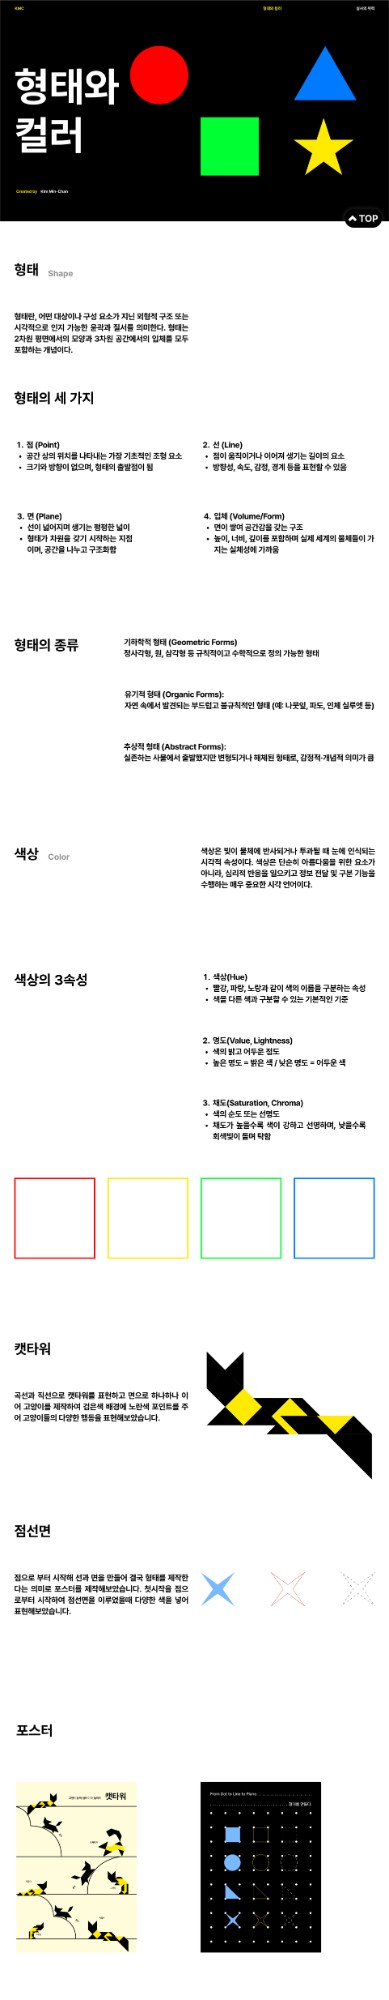 KMC
형태와 컬러
형태와
컬러
Created by Kim Min-Chan
TOP
형태 Shape
형태란, 어떤 대상이나 구성 요소가 지닌 외형적 구조 또는
시각적으로 인지 가능한 윤곽과 질서를 의미한다. 형태는
2차원 평면에서의 모양과 3차원 공간에서의 입체를 모두
포함하는 개념이다.
형태의 세 가지
1. 점 (Point)
• 공간 상의 위치를 나타내는 가장 기초적인 조형 요소
• 크기와 방향이 없으며, 형태의 출발점이 됨
2. 선 (Line)
• 점이 움직이거나 이어져 생기는 길이의 요소
• 방향성, 속도, 감정, 경계 등을 표현할 수 있음
3. 면 (Plane)
• 선이 넓어지며 생기는 평평한 넓이
• 형태가 차원을 갖기 시작하는 지점
이며, 공간을 나누고 구조화함
4. 입체 (Volume/Form)
• 면이 쌓여 공간감을 갖는 구조
• 높이, 너비, 깊이를 포함하며 실제 세계의 물체들이 가
지는 실체성에 가까움
형태의 종류
기하학적 형태 (Geometric Forms)
정사각형, 원, 삼각형 등 규칙적이고 수학적으로 정의 가능한 형태
유기적 형태 (Organic Forms):
자연 속에서 발견되는 부드럽고 불규칙적인 형태 (예: 나뭇잎, 파도, 인체 실루엣 등)
추상적 형태 (Abstract Forms):
실존하는 사물에서 출발했지만 변형되거나 해체된 형태로, 감정적·개념적 의미가 큼
색상 Color
색상은 빛이 물체에 반사되거나 투과될 때 눈에 인식되는
시각적 속성이다. 색상은 단순히 아름다움을 위한 요소가
아니라, 심리적 반응을 일으키고 정보 전달 및 구분 기능을
수행하는 매우 중요한 시각 언어이다.
색상의 3속성
1. 색상(Hue)
• 빨강, 파랑, 노랑과 같이 색의 이름을 구분하는 속성
• 색을 다른 색과 구분할 수 있는 기본적인 기준
2. 명도(Value, Lightness)
• 색의 밝고 어두운 정도
• 높은 명도 = 밝은 색 / 낮은 명도 = 어두운 색
3. 채도(Saturation, Chroma)
• 색의 순도 또는 선명도
• 채도가 높을수록 색이 강하고 선명하며, 낮을수록
회색빛이 돌며 탁함
캣타워
곡선과 직선으로 캣타워를 표현하고 면으로 하나하나 이
어 고양이를 제작하여 검은색 배경에 노란색 포인트를 주
어 고양이들의 다양한 행동을 표현해보았습니다.
점선면
점으로 부터 시작해 선과 면을 만들어 결국 형태를 제작한
다는 의미로 포스터를 제작해보았습니다. 첫시작을 점으
로부터 시작하여 점선면을 이루었을때 다양한 색을 넣어
표현해보았습니다.
포스터
캣타워
From Dot to Line to Plane